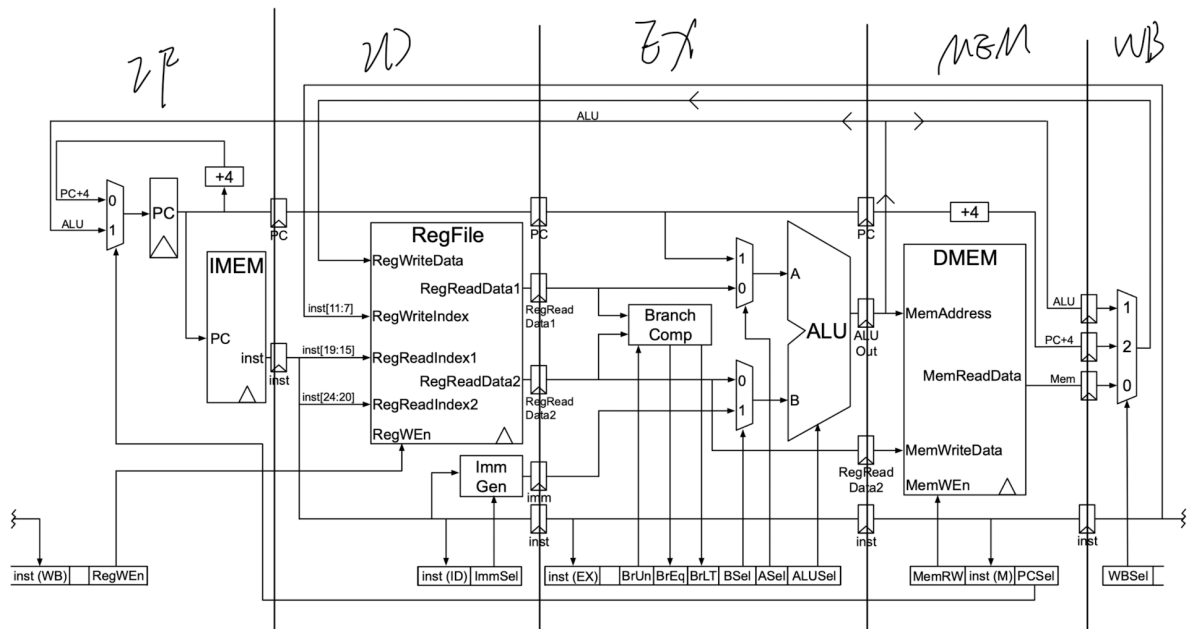 IF
ID
EX
MEM
WB
ALU
+4
PC+4
0
ALU
1
PC
PC
PC
PC
+4
IMEM
PC
inst
inst
RegFile
RegWriteData
RegReadData1
inst[11:7]
RegWriteIndex
inst[19:15]
RegReadIndex1
RegReadData2
inst[24:20]
RegReadIndex2
RegWEn
RegRead
Data1
RegRead
Data2
Imm
Gen
imm
inst
Branch
Comp
1
0
0
1
A
B
ALU
ALU
Out
RegRead
Data2
inst
DMEM
MemAddress
MemReadData
MemWriteData
MemWEn
ALU
PC+4
Mem
1
2
0
inst
inst (WB) RegWEn
inst (ID) ImmSel
inst (EX) BrUn BrEq BrLT BSel ASel ALUSel
MemRW inst (M) PCSel
WBSel